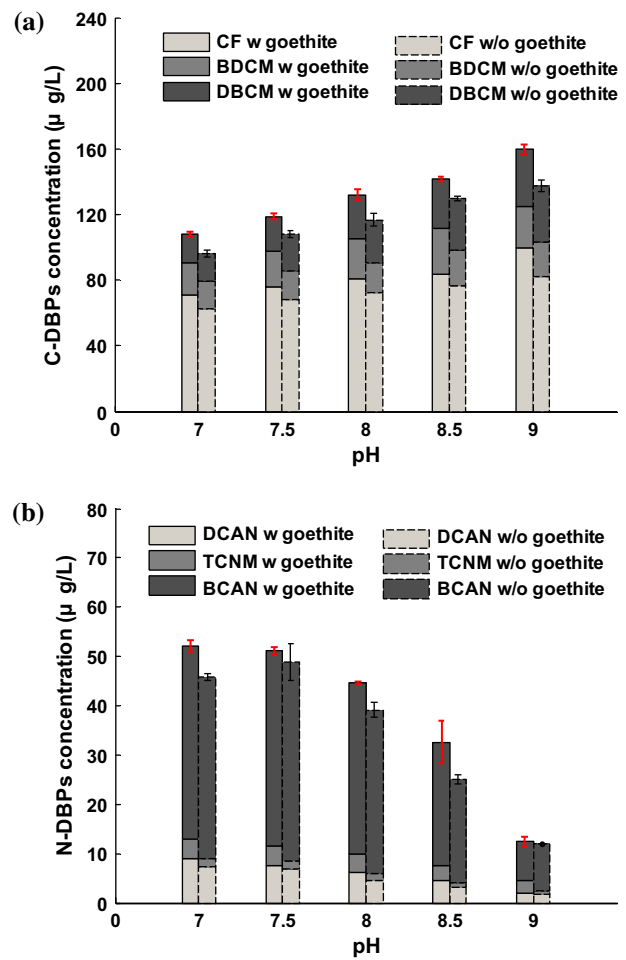 (a)
240
200
160
120
80
40
0
C-DBPs concentration (μ g/L)
CF w goethite
BDCM w goethite
DBCM w goethite
CF w/o goethite
BDCM w/o goethite
DBCM w/o goethite
0 7 7.5 8 8.5 9
pH
(b)
80
70
60
50
40
30
20
10
0
N-DBPs concentration (μ g/L)
DCAN w goethite
TCNM w goethite
BCAN w goethite
DCAN w/o goethite
TCNM w/o goethite
BCAN w/o goethite
0 7 7.5 8 8.5 9
pH